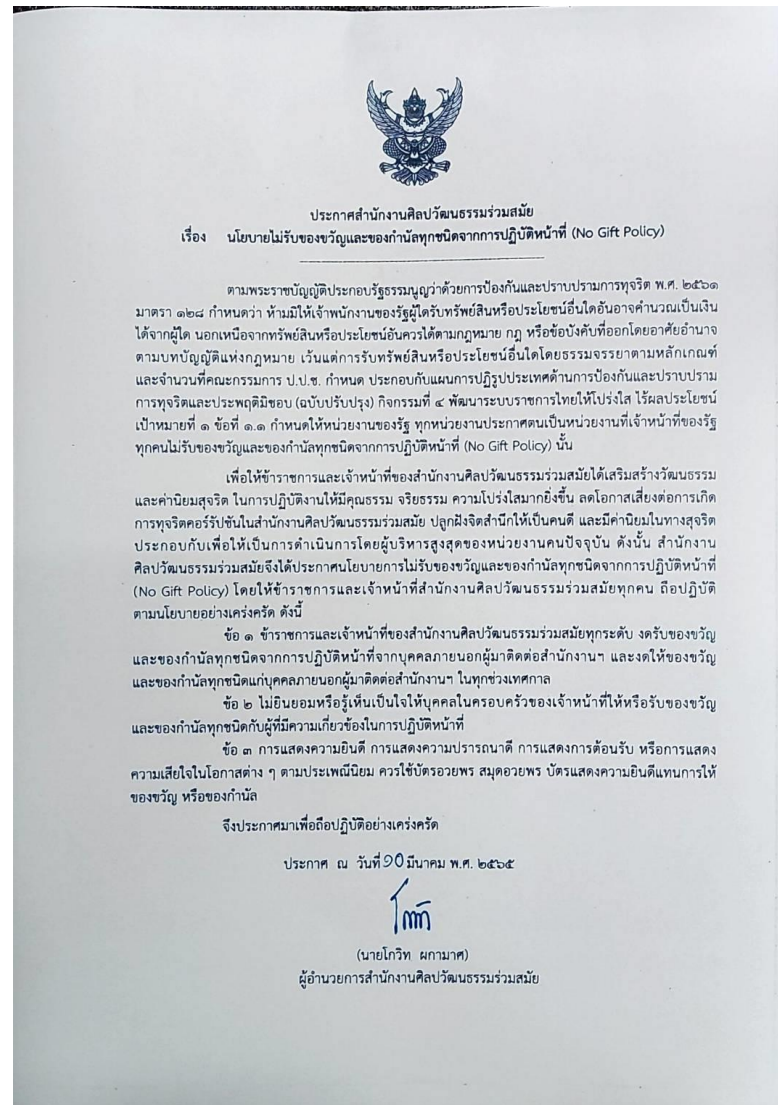 ประกาศสำนักงานศิลปวัฒนธรรมร่วมสมัย
เรื่อง นโยบายไม่รับของขวัญและของกำนัลทุกชนิดจากการปฏิบัติหน้าที่ (No Gift Policy)
ตามพระราชบัญญัติประกอบรัฐธรรมนูญว่าด้วยการป้องกันและปราบปรามการทุจริต พ.ศ. ๒๕๖๑
มาตรา ๑๒๘ กำหนดว่า ห้ามมิให้เจ้าพนักงานของรัฐผู้ใดรับทรัพย์สินหรือประโยชน์อื่นใดอันอาจคำนวณเป็นเงิน
ได้จากผู้ใด นอกเหนือจากทรัพย์สินหรือประโยชน์อันควรได้ตามกฎหมาย กฎ หรือข้อบังคับที่ออกโดยอาศัยอำนาจ
ตามบทบัญญัติแห่งกฎหมาย เว้นแต่การรับทรัพย์สินหรือประโยชน์อื่นใดโดยธรรมจรรยาตามหลักเกณฑ์
และจำนวนที่คณะกรรมการ ป.ป.ช. กำหนด ประกอบกับแผนการปฏิรูปประเทศด้านการป้องกันและปราบปราม
การทุจริตและประพฤติมิชอบ (ฉบับปรับปรุง) กิจกรรมที่ ๔ พัฒนาระบบราชการไทยให้โปร่งใส ไร้ผลประโยชน์
เป้าหมายที่ ๑ ข้อที่ ๑.๑ กำหนดให้หน่วยงานของรัฐ ทุกหน่วยงานประกาศตนเป็นหน่วยงานที่เจ้าหน้าที่ของรัฐ
ทุกคนไม่รับของขวัญและของกำนัลทุกชนิดจากการปฏิบัติหน้าที่ (No Gift Policy) นั้น
เพื่อให้ข้าราชการและเจ้าหน้าที่ของสำนักงานศิลปวัฒนธรรมร่วมสมัยได้เสริมสร้างวัฒนธรรม
และค่านิยมสุจริต ในการปฏิบัติงานให้มีคุณธรรม จริยธรรม ความโปร่งใสมากยิ่งขึ้น ลดโอกาสเสี่ยงต่อการเกิด
การทุจริตคอร์รัปชันในสำนักงานศิลปวัฒนธรรมร่วมสมัย ปลูกฝังจิตสำนึกให้เป็นคนดี และมีค่านิยมในทางสุจริต
ประกอบกับเพื่อให้เป็นการดำเนินการโดยผู้บริหารสูงสุดของหน่วยงานคนปัจจุบัน ดังนั้น สำนักงาน
ศิลปวัฒนธรรมร่วมสมัยจึงได้ประกาศนโยบายการไม่รับของขวัญและของกำนัลทุกชนิดจากการปฏิบัติหน้าที่
(No Gift Policy) โดยให้ข้าราชการและเจ้าหน้าที่สำนักงานศิลปวัฒนธรรมร่วมสมัยทุกคน ถือปฏิบัติ
ตามนโยบายอย่างเคร่งครัด ดังนี้
ข้อ ๑ ข้าราชการและเจ้าหน้าที่ของสำนักงานศิลปวัฒนธรรมร่วมสมัยทุกระดับ งดรับของขวัญ
และของกำนัลทุกชนิดจากการปฏิบัติหน้าที่จากบุคคลภายนอกผู้มาติดต่อสำนักงานฯ และงดให้ของขวัญ
และของกำนัลทุกชนิดแก่บุคคลภายนอกผู้มาติดต่อสำนักงานฯ ในทุกช่วงเทศกาล
ข้อ ๒ ไม่ยินยอมหรือรู้เห็นเป็นใจให้บุคคลในครอบครัวของเจ้าหน้าที่ให้หรือรับของขวัญ
และของกำนัลทุกชนิดกับผู้ที่มีความเกี่ยวข้องในการปฏิบัติหน้าที่
ข้อ ๓ การแสดงความยินดี การแสดงความปรารถนาดี การแสดงการต้อนรับ หรือการแสดง
ความเสียใจในโอกาสต่าง ๆ ตามประเพณีนิยม ควรใช้บัตรอวยพร สมุดอวยพร บัตรแสดงความยินดีแทนการให้
ของขวัญ หรือของกำนัล
จึงประกาศมาเพื่อถือปฏิบัติอย่างเคร่งครัด
ประกาศ ณ วันที่ ๑๐ มีนาคม พ.ศ. ๒๕๖๕
(นายโกวิท ผกามาศ)
ผู้อำนวยการสำนักงานศิลปวัฒนธรรมร่วมสมัย